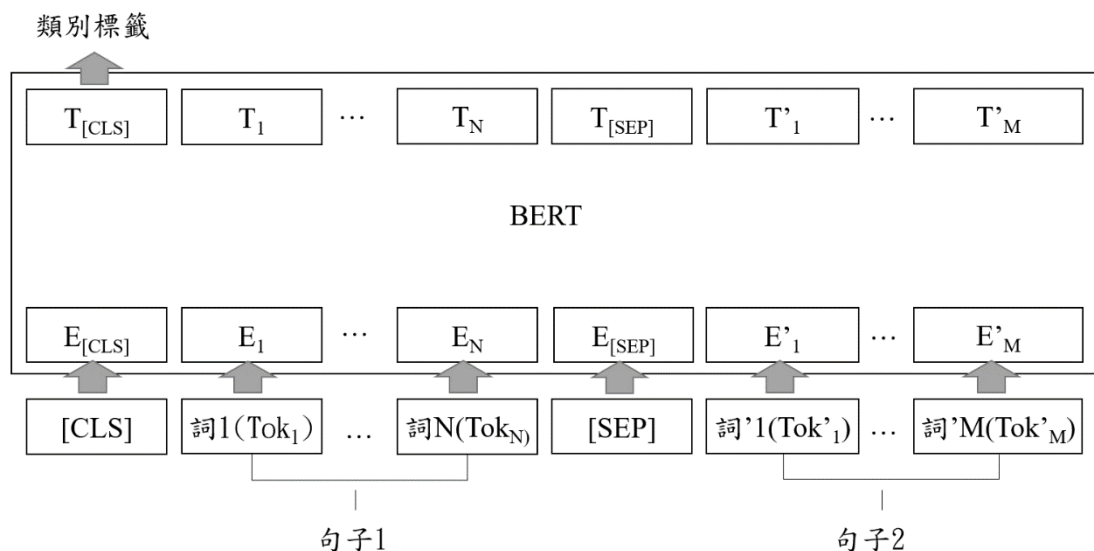 類別標籤
T[CLS] T1 … TN T[SEP] T’1 … T’M
BERT
E[CLS] E1 … EN E[SEP] E’1 … E’M
[CLS] 詞1(Tok1) … 詞N(TokN) [SEP] 詞’1(Tok’1) … 詞’M(Tok’M)
句子1 句子2